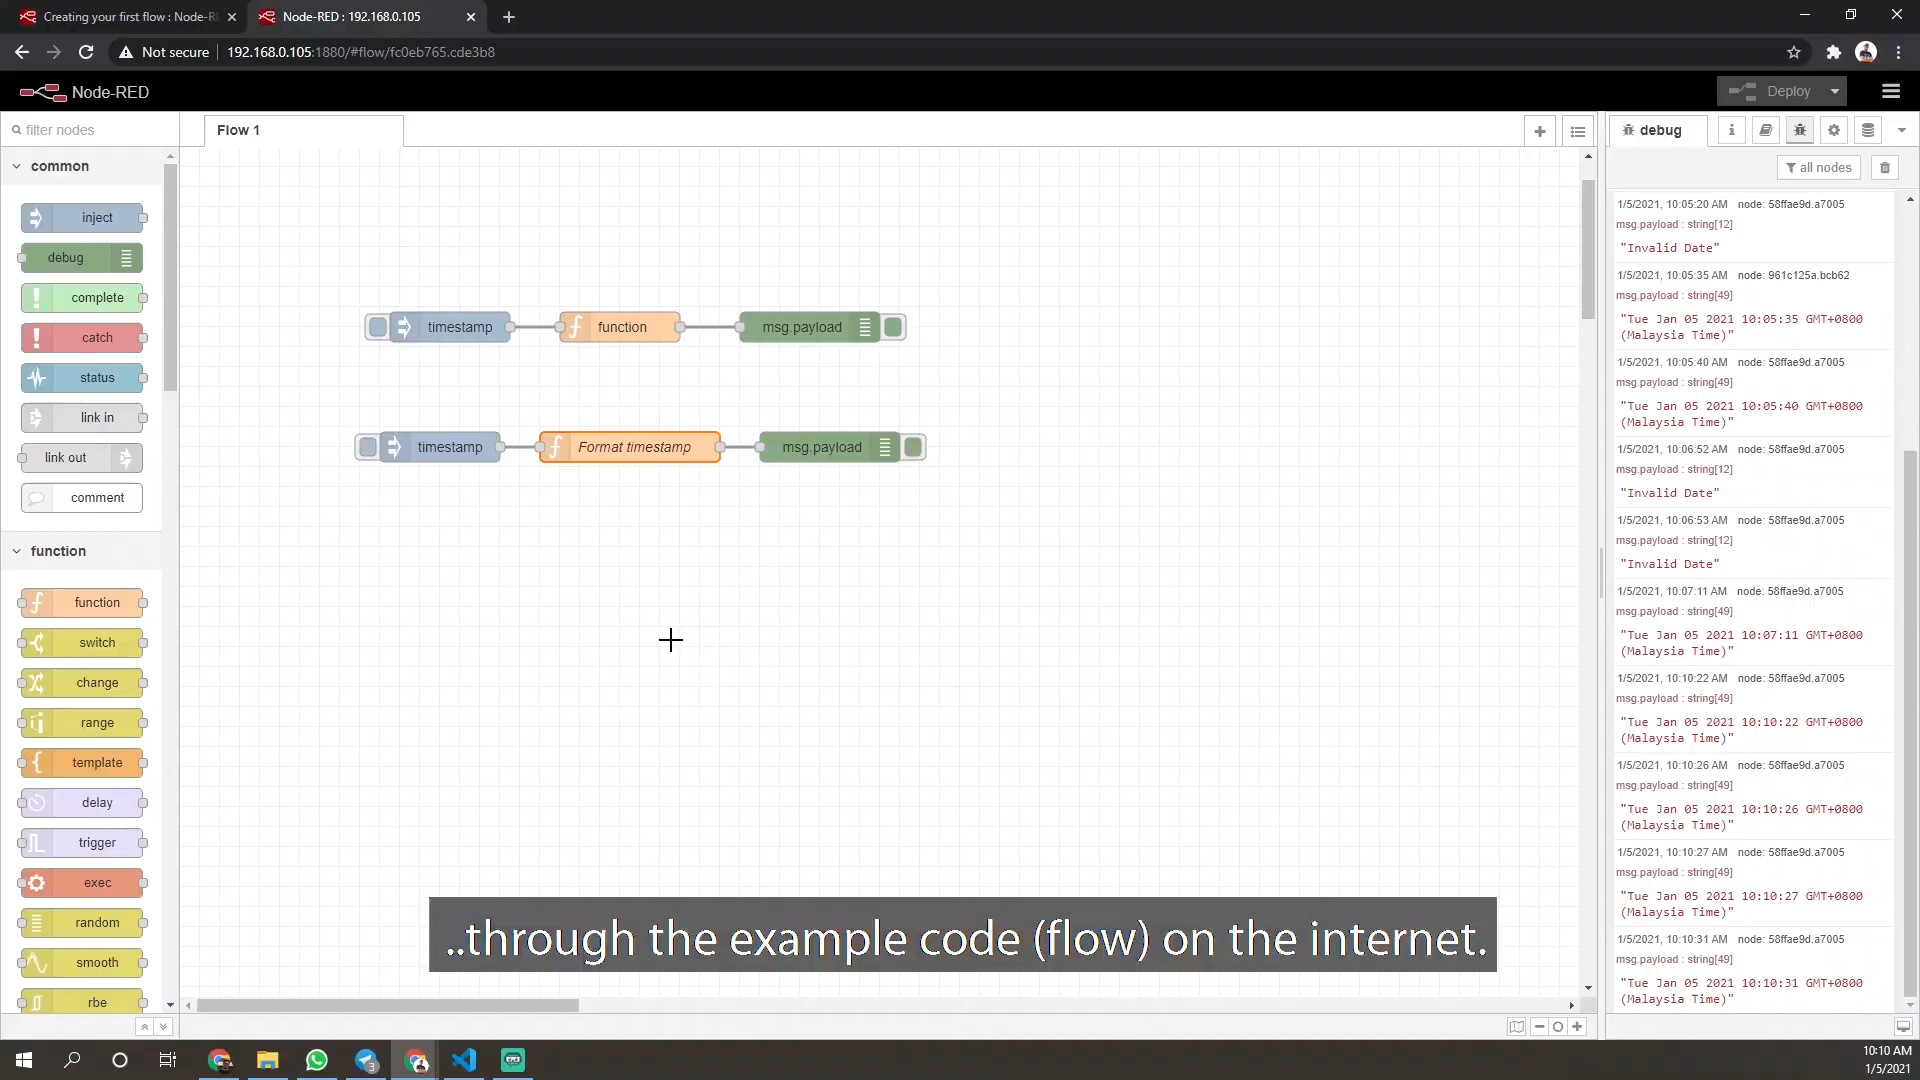 Creating your first flow : Node-R
Node-RED : 192.168.0.105
Not secure
192.168.0.105:1880/#flow/fc0eb765.cde3b8
Node-RED
Deploy
filter nodes
Flow 1
debug
i
all nodes
common
inject
debug
complete
catch
status
link in
link out
comment
function
function
switch
change
range
template
delay
trigger
exec
random
smooth
rbe
timestamp
function
msg.payload
timestamp
Format timestamp
msg.payload
1/5/2021, 10:05:20 AM node: 58ffae9d.a7005
msg.payload : string[12]
"Invalid Date"
1/5/2021, 10:05:35 AM node: 961c125a.bcb62
msg.payload : string[49]
"Tue Jan 05 2021 10:05:35 GMT+0800
(Malaysia Time)"
1/5/2021, 10:05:40 AM node: 58ffae9d.a7005
msg.payload : string[49]
"Tue Jan 05 2021 10:05:40 GMT+0800
(Malaysia Time)"
1/5/2021, 10:06:52 AM node: 58ffae9d.a7005
msg.payload : string[12]
"Invalid Date"
1/5/2021, 10:06:53 AM node: 58ffae9d.a7005
msg.payload : string[12]
"Invalid Date"
1/5/2021, 10:07:11 AM node: 58ffae9d.a7005
msg.payload : string[49]
"Tue Jan 05 2021 10:07:11 GMT+0800
(Malaysia Time)"
1/5/2021, 10:10:22 AM node: 58ffae9d.a7005
msg.payload : string[49]
"Tue Jan 05 2021 10:10:22 GMT+0800
(Malaysia Time)"
1/5/2021, 10:10:26 AM node: 58ffae9d.a7005
msg.payload : string[49]
"Tue Jan 05 2021 10:10:26 GMT+0800
(Malaysia Time)"
1/5/2021, 10:10:27 AM node: 58ffae9d.a7005
msg.payload : string[49]
"Tue Jan 05 2021 10:10:27 GMT+0800
(Malaysia Time)"
1/5/2021, 10:10:31 AM node: 58ffae9d.a7005
msg.payload : string[49]
"Tue Jan 05 2021 10:10:31 GMT+0800
(Malaysia Time)"
..through the example code (flow) on the internet.
3
10:10 AM
1/5/2021